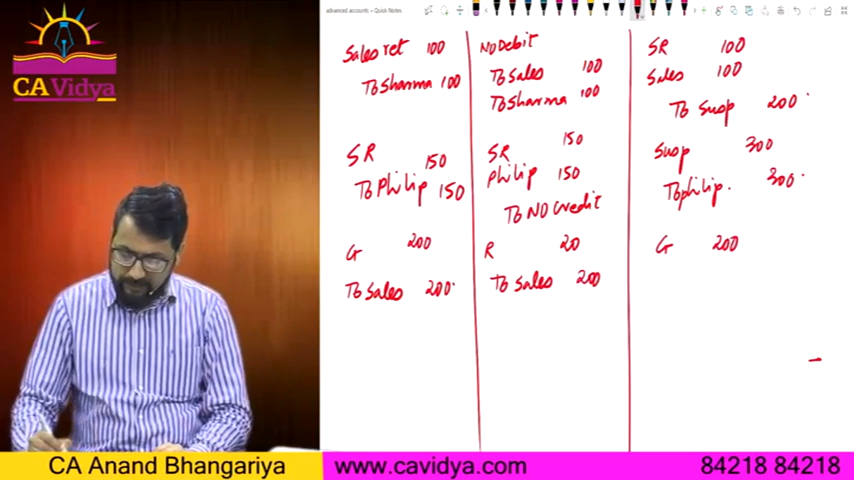 advanced accounts - Quick Notes
CA Vidya
Sales ret 100
To Sharma 100
SR 150
To Philip 150
G 200
To Sales 200
No Debit
To Sales 100
To Sharma 100
SR 150
Philip 150
To No Credit
R 20
To Sales 200
SR 100
Sales 100
To Susp 200
Susp 300
To philip. 300
G 200
CA Anand Bhangariya
www.cavidya.com
84218 84218